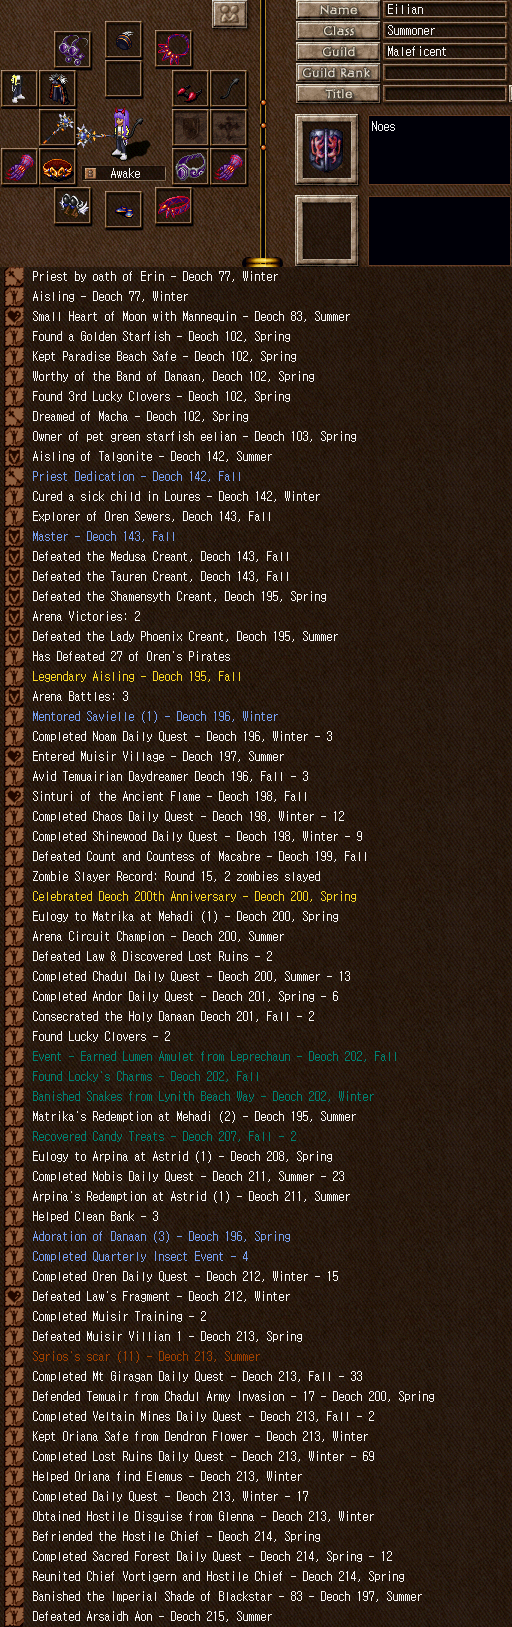 Name Eilian
Class Summoner
Guild Maleficent
Guild Rank
Title
Noes
Awake
Priest by oath of Erin - Deoch 77, Winter
Aisling - Deoch 77, Winter
Small Heart of Moon with Mannequin - Deoch 83, Summer
Found a Golden Starfish - Deoch 102, Spring
Kept Paradise Beach Safe - Deoch 102, Spring
Worthy of the Band of Danaan, Deoch 102, Spring
Found 3rd Lucky Clovers - Deoch 102, Spring
Dreamed of Macha - Deoch 102, Spring
Owner of pet green starfish eelian - Deoch 103, Spring
Aisling of Talgonite - Deoch 142, Summer
Priest Dedication - Deoch 142, Fall
Cured a sick child in Loures - Deoch 142, Winter
Explorer of Oren Sewers, Deoch 143, Fall
Master - Deoch 143, Fall
Defeated the Medusa Creant, Deoch 143, Fall
Defeated the Tauren Creant, Deoch 143, Fall
Defeated the Shamensyth Creant, Deoch 195, Spring
Arena Victories: 2
Defeated the Lady Phoenix Creant, Deoch 195, Summer
Has Defeated 27 of Oren's Pirates
Legendary Aisling - Deoch 195, Fall
Arena Battles: 3
Mentored Savielle (1) - Deoch 196, Winter
Completed Noam Daily Quest - Deoch 196, Winter - 3
Entered Muisir Village - Deoch 197, Summer
Avid Temuairian Daydreamer Deoch 196, Fall - 3
Sinturi of the Ancient Flame - Deoch 198, Fall
Completed Chaos Daily Quest - Deoch 198, Winter - 12
Completed Shinewood Daily Quest - Deoch 198, Winter - 9
Defeated Count and Countess of Macabre - Deoch 199, Fall
Zombie Slayer Record: Round 15, 2 zombies slayed
Celebrated Deoch 200th Anniversary - Deoch 200, Spring
Eulogy to Matrika at Mehadi (1) - Deoch 200, Spring
Arena Circuit Champion - Deoch 200, Summer
Defeated Law & Discovered Lost Ruins - 2
Completed Chadul Daily Quest - Deoch 200, Summer - 13
Completed Andor Daily Quest - Deoch 201, Spring - 6
Consecrated the Holy Danaan Deoch 201, Fall - 2
Found Lucky Clovers - 2
Event - Earned Lumen Amulet from Leprechaun - Deoch 202, Fall
Found Locky's Charms - Deoch 202, Fall
Banished Snakes from Lynith Beach Way - Deoch 202, Winter
Matrika's Redemption at Mehadi (2) - Deoch 195, Summer
Recovered Candy Treats - Deoch 207, Fall - 2
Eulogy to Arpina at Astrid (1) - Deoch 208, Spring
Completed Nobis Daily Quest - Deoch 211, Summer - 23
Arpina's Redemption at Astrid (1) - Deoch 211, Summer
Helped Clean Bank - 3
Adoration of Danaan (3) - Deoch 196, Spring
Completed Quarterly Insect Event - 4
Completed Oren Daily Quest - Deoch 212, Winter - 15
Defeated Law's Fragment - Deoch 212, Winter
Completed Muisir Training - 2
Defeated Muisir Villian 1 - Deoch 213, Spring
Sgrios's scar (11) - Deoch 213, Summer
Completed Mt Giragan Daily Quest - Deoch 213, Fall - 33
Defended Temuair from Chadul Army Invasion - 17 - Deoch 200, Spring
Completed Veltain Mines Daily Quest - Deoch 213, Fall - 2
Kept Oriana Safe from Dendron Flower - Deoch 213, Winter
Completed Lost Ruins Daily Quest - Deoch 213, Winter - 69
Helped Oriana find Elemus - Deoch 213, Winter
Completed Daily Quest - Deoch 213, Winter - 17
Obtained Hostile Disguise from Glenna - Deoch 213, Winter
Befriended the Hostile Chief - Deoch 214, Spring
Completed Sacred Forest Daily Quest - Deoch 214, Spring - 12
Reunited Chief Vortigern and Hostile Chief - Deoch 214, Spring
Banished the Imperial Shade of Blackstar - 83 - Deoch 197, Summer
Defeated Arsaidh Aon - Deoch 215, Summer